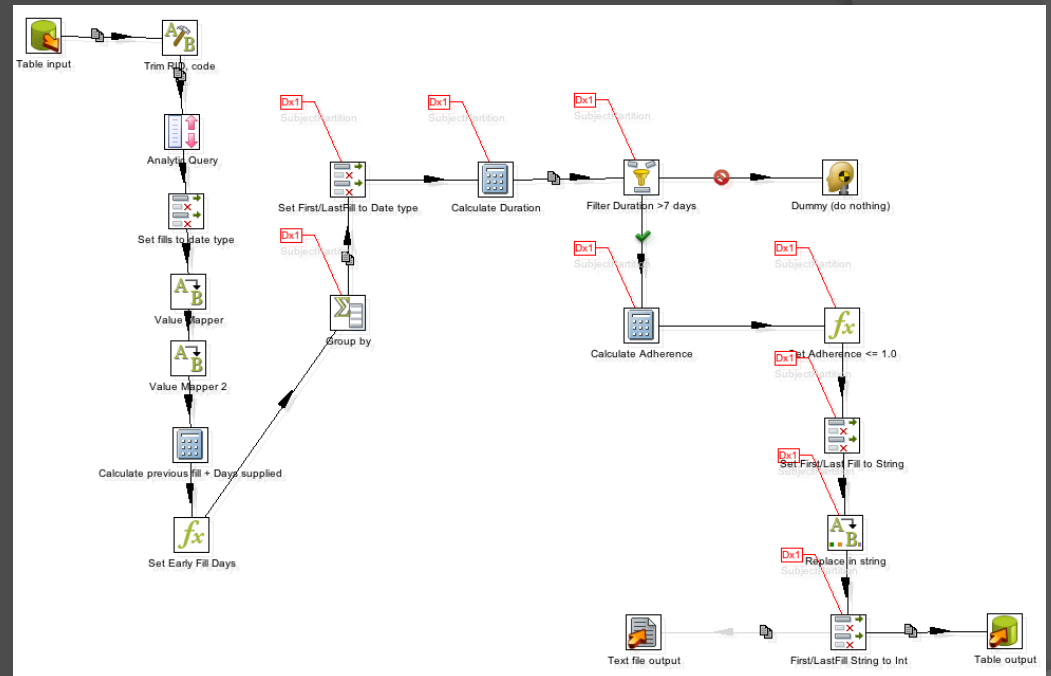 Table input
Trim RID, code
Analytic Query
Set fills to date type
Value Mapper
Value Mapper 2
Calculate previous fill + Days supplied
Set Early Fill Days
Dx1
SubjectPartition
Group by
Dx1
SubjectPartition
Set First/LastFill to Date type
Dx1
SubjectPartition
Calculate Duration
Dx1
SubjectPartition
Filter Duration >7 days
Dummy (do nothing)
Dx1
SubjectPartition
Calculate Adherence
Dx1
SubjectPartition
Set Adherence <= 1.0
Dx1
SubjectPartition
Set First/Last Fill to String
Dx1
SubjectPartition
Replace in string
Dx1
SubjectPartition
First/LastFill String to Int
Text file output
Table output